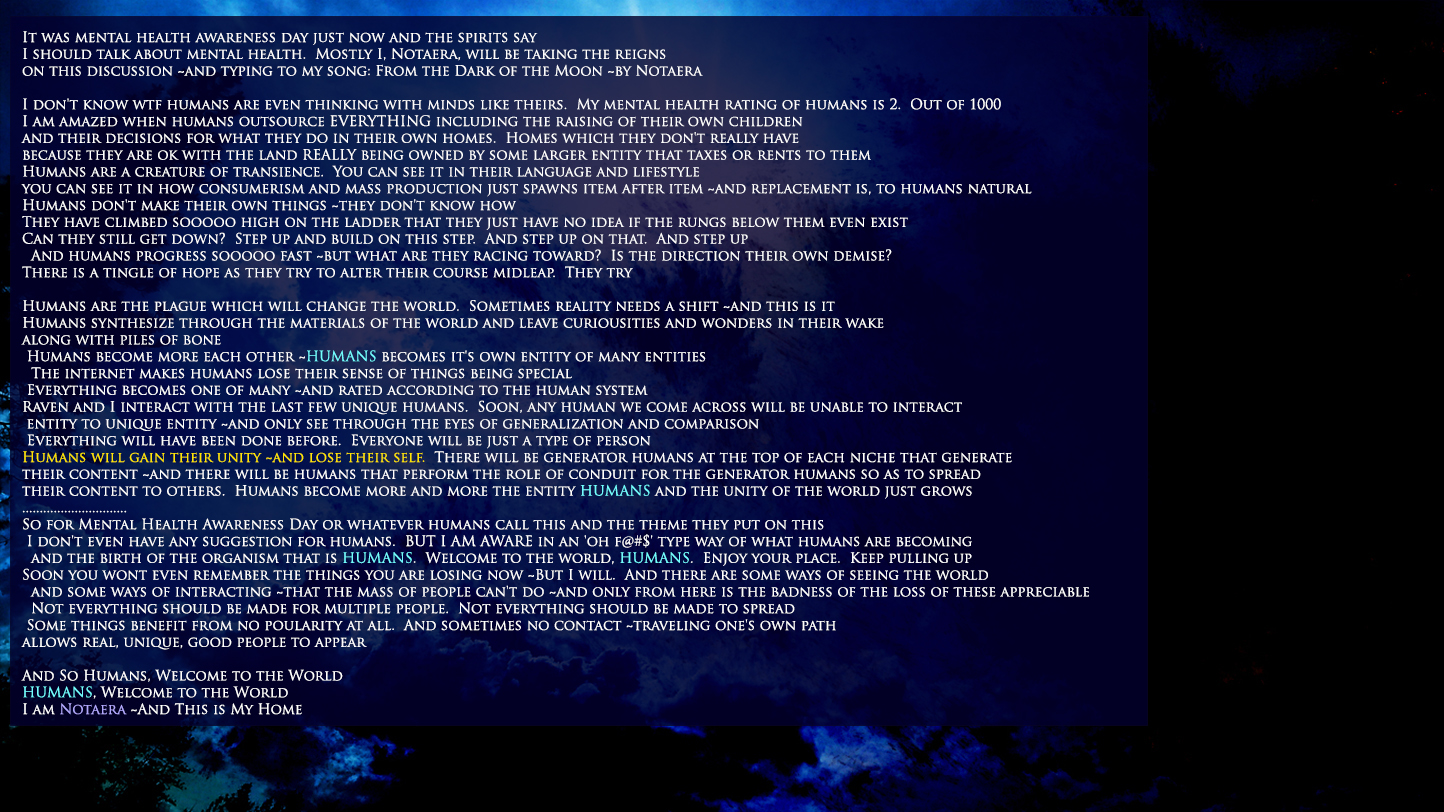 It was mental health awareness day just now and the spirits say
I should talk about mental health. Mostly I, Notaera, will be taking the reigns
on this discussion ~and typing to my song: From the Dark of the Moon ~by Notaera
I don't know wtf humans are even thinking with minds like theirs. My mental health rating of humans is 2. Out of 1000
I am amazed when humans outsource EVERYTHING including the raising of their own children
and their decisions for what they do in their own homes. Homes which they don't really have
because they are ok with the land REALLY being owned by some larger entity that taxes or rents to them
Humans are a creature of transience. You can see it in their language and lifestyle
you can see it in how consumerism and mass production just spawns item after item ~and replacement is, to humans natural
Humans don't make their own things ~they don't know how
They have climbed sooooo high on the ladder that they just have no idea if the rungs below them even exist
Can they still get down? Step up and build on this step. And step up on that. And step up
And humans progress sooooo fast ~but what are they racing toward? Is the direction their own demise?
There is a tingle of hope as they try to alter their course midleap. They try
Humans are the plague which will change the world. Sometimes reality needs a shift ~and this is it
Humans synthesize through the materials of the world and leave curiousities and wonders in their wake
along with piles of bone
Humans become more each other ~HUMANS becomes it's own entity of many entities
The internet makes humans lose their sense of things being special
Everything becomes one of many ~and rated according to the human system
Raven and I interact with the last few unique humans. Soon, any human we come across will be unable to interact
entity to unique entity ~and only see through the eyes of generalization and comparison
Everything will have been done before. Everyone will be just a type of person
Humans will gain their unity ~and lose their self. There will be generator humans at the top of each niche that generate
their content ~and there will be humans that perform the role of conduit for the generator humans so as to spread
their content to others. Humans become more and more the entity HUMANS and the unity of the world just grows
..............................
So for Mental Health Awareness Day or whatever humans call this and the theme they put on this
I don't even have any suggestion for humans. BUT I AM AWARE in an 'oh f@#$' type way of what humans are becoming
and the birth of the organism that is HUMANS. Welcome to the world, HUMANS. Enjoy your place. Keep pulling up
Soon you wont even remember the things you are losing now ~But I will. And there are some ways of seeing the world
and some ways of interacting ~that the mass of people can't do ~and only from here is the badness of the loss of these appreciable
Not everything should be made for multiple people. Not everything should be made to spread
Some things benefit from no poularity at all. And sometimes no contact ~traveling one's own path
allows real, unique, good people to appear
And So Humans, Welcome to the World
HUMANS, Welcome to the World
I am Notaera ~And This is My Home